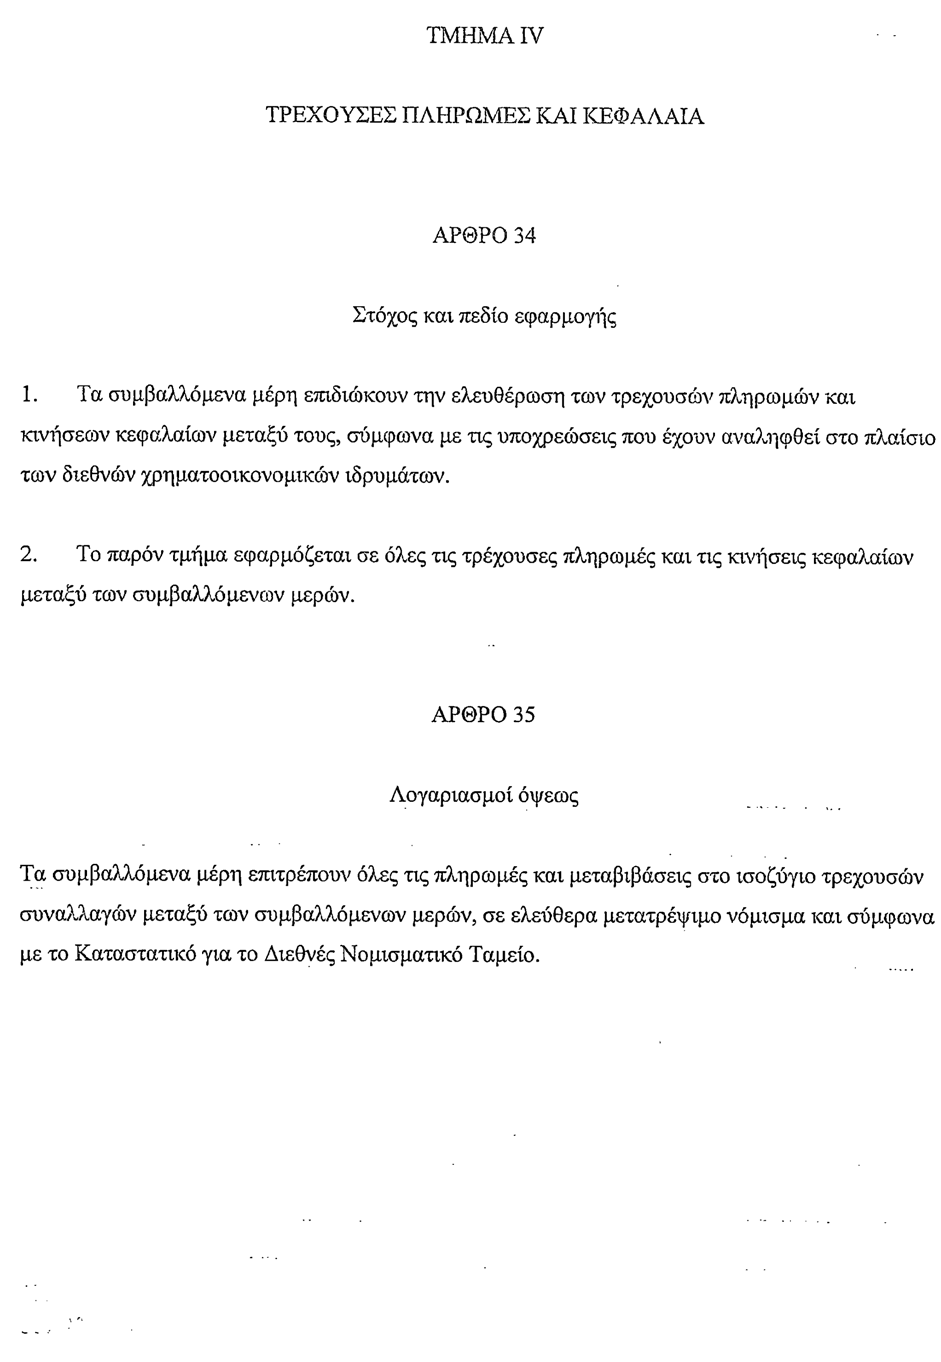 ΤΜΗΜΑ IV
ΤΡΕΧΟΥΣΕΣ ΠΛΗΡΩΜΕΣ ΚΑΙ ΚΕΦΑΛΑΙΑ
ΑΡΘΡΟ 34
Στόχος και πεδίο εφαρμογής
1. Τα συμβαλλόμενα μέρη επιδιώκουν την ελευθέρωση των τρεχουσών πληρωμών και
κινήσεων κεφαλαίων μεταξύ τους, σύμφωνα με τις υποχρεώσεις που έχουν αναληφθεί στο πλαίσιο
των διεθνών χρηματοοικονομικών ιδρυμάτων.
2. Το παρόν τμήμα εφαρμόζεται σε όλες τις τρέχουσες πληρωμές και τις κινήσεις κεφαλαίων
μεταξύ των συμβαλλόμενων μερών.
ΑΡΘΡΟ 35
Λογαριασμοί όψεως
Τα συμβαλλόμενα μέρη επιτρέπουν όλες τις πληρωμές και μεταβιβάσεις στο ισοζύγιο τρεχουσών
συναλλαγών μεταξύ των συμβαλλόμενων μερών, σε ελεύθερα μετατρέψιμο νόμισμα και σύμφωνα
με το Καταστατικό για το Διεθνές Νομισματικό Ταμείο.